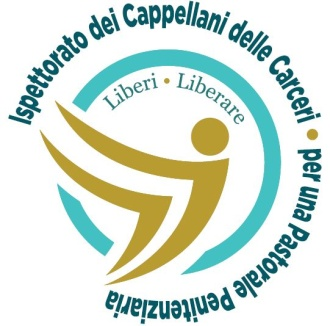 Ispettorato dei Cappellani delle Carceri • per una Pastorale Penitenziaria
Liberi • Liberare